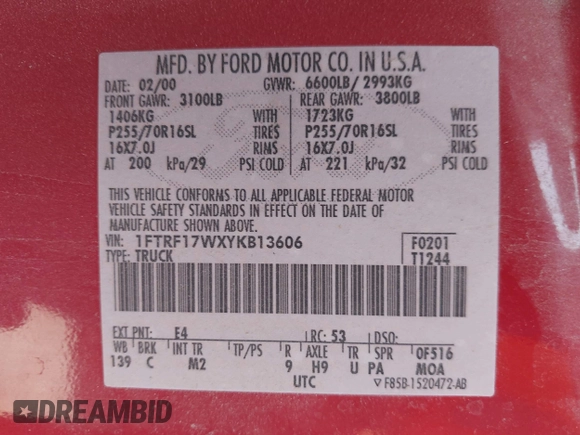 MFD. BY FORD MOTOR CO. IN U.S.A.
DATE: 02/00 GVWR: 6600LB/ 2993KG
FRONT GAWR: 3100LB REAR GAWR: 3800LB
1406KG WITH 1723KG WITH
P255/70R16SL TIRES P255/70R16SL TIRES
16X7.0J RIMS 16X7.0J RIMS
AT 200 kPa/29 PSI COLD AT 221 kPa/32 PSI COLD
THIS VEHICLE CONFORMS TO ALL APPLICABLE FEDERAL MOTOR
VEHICLE SAFETY STANDARDS IN EFFECT ON THE DATE OF
MANUFACTURE SHOWN ABOVE.
VIN: 1FTRF17WXYKB13606 F0201
TYPE: TRUCK T1244
EXT PNT: E4 RC: 53 DSO:
WB BRK INT TR TP/PS R AXLE TR SPR 0F516
139 C M2 9 H9 U PA MOA
UTC F85B-1520472-AB
DREAMBID